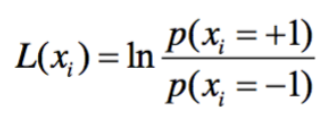 L(x_i) = ln p(x_i = +1) / p(x_i = −1)